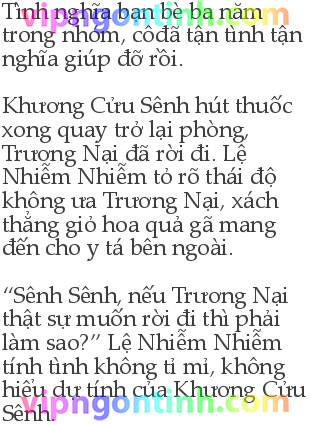 Tình nghĩa bạn bè ba năm
trong nhóm, côđã tận tình tận
nghĩa giúp đỡ rồi.
Khương Cửu Sênh hút thuốc
xong quay trở lại phòng,
Trương Nại đã rời đi. Lệ
Nhiễm Nhiễm tỏ rõ thái độ
không ưa Trương Nại, xách
thẳng giỏ hoa quả gã mang
đến cho y tá bên ngoài.
“Sênh Sênh, nếu Trương Nại
thật sự muốn rời đi thì phải
làm sao?” Lệ Nhiễm Nhiễm
tính tình không tỉ mỉ, không
hiểu dự tính của Khương Cửu
Sênh.
vipngontinh.com
vipngontinh.com